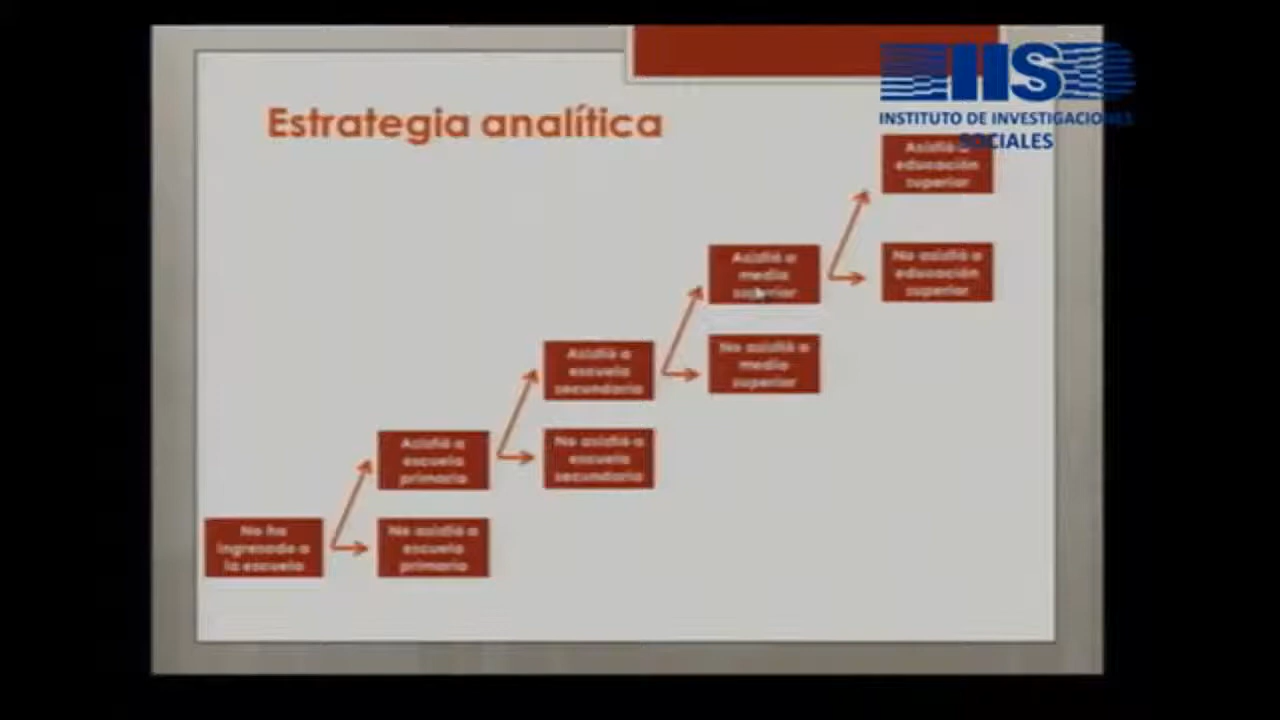 Estrategia analítica
IIS
INSTITUTO DE INVESTIGACIONES
SOCIALES
Asistió a
educación
superior
No asistió a
educación
superior
Asistió a
media
superior
No asistió a
media
superior
Asistió a
escuela
secundaria
No asistió a
escuela
secundaria
Asistió a
escuela
primaria
No asistió a
escuela
primaria
No ha
ingresado a
la escuela